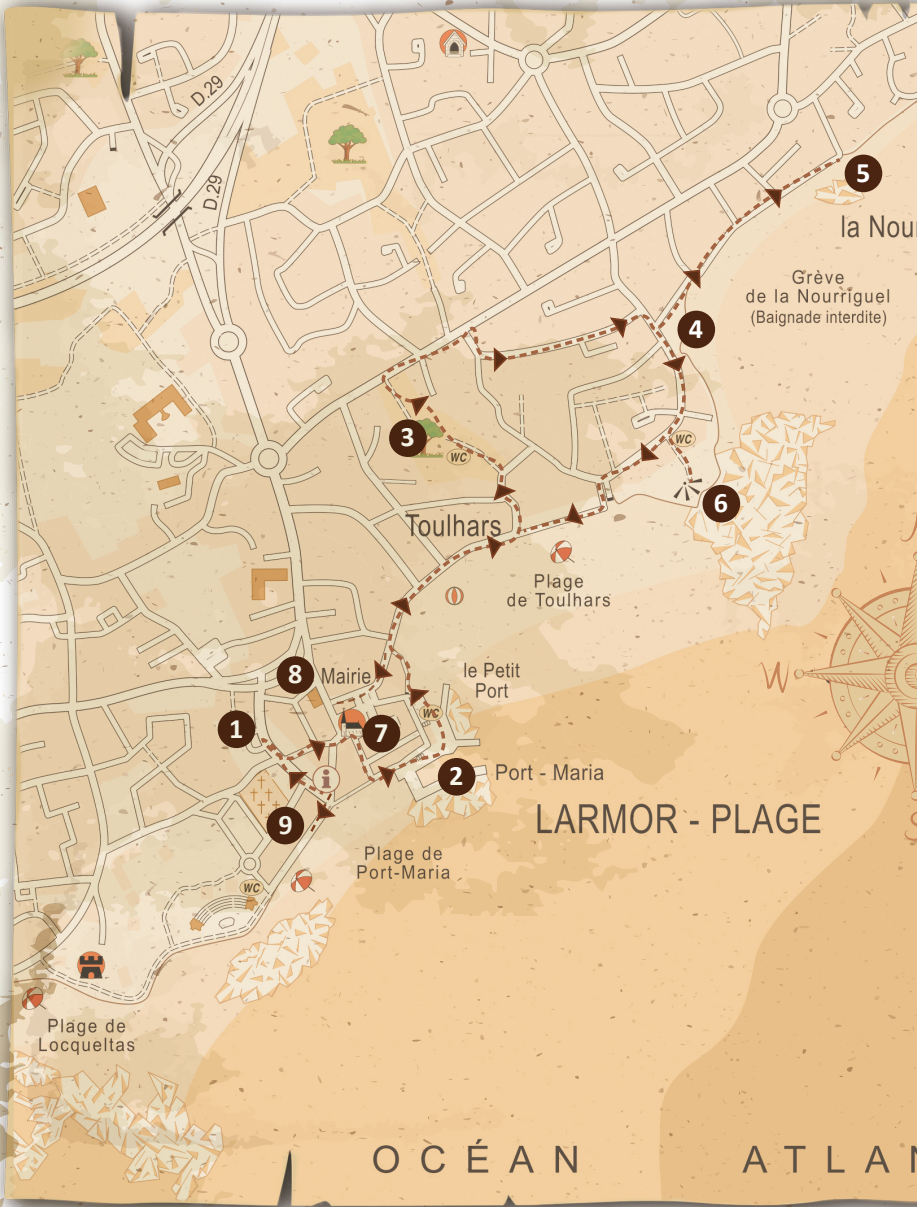 D.29
D.29
5
la Nour
Grève
de la Nourriguel
(Baignade interdite)
4
3
WC
WC
6
Toulhars
Plage
de Toulhars
8
Mairie
le Petit
Port
WC
1
7
i
2
Port - Maria
LARMOR - PLAGE
9
Plage de
Port-Maria
WC
Plage de
Locqueltas
W
OCÉAN ATLAN